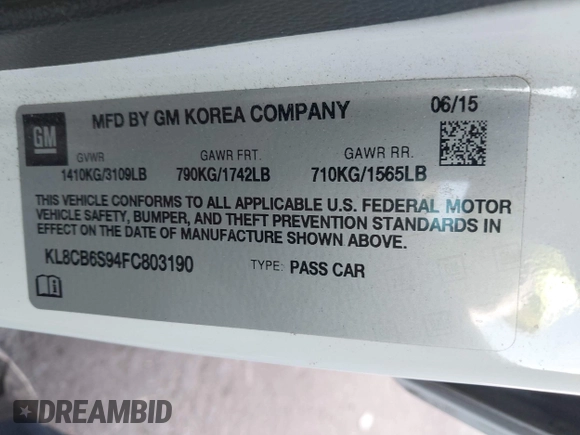 GM
MFD BY GM KOREA COMPANY 06/15
GVWR GAWR FRT. GAWR RR.
1410KG/3109LB 790KG/1742LB 710KG/1565LB
THIS VEHICLE CONFORMS TO ALL APPLICABLE U.S. FEDERAL MOTOR
VEHICLE SAFETY, BUMPER, AND THEFT PREVENTION STANDARDS IN
EFFECT ON THE DATE OF MANUFACTURE SHOWN ABOVE.
KL8CB6S94FC803190 TYPE: PASS CAR
DREAMBID